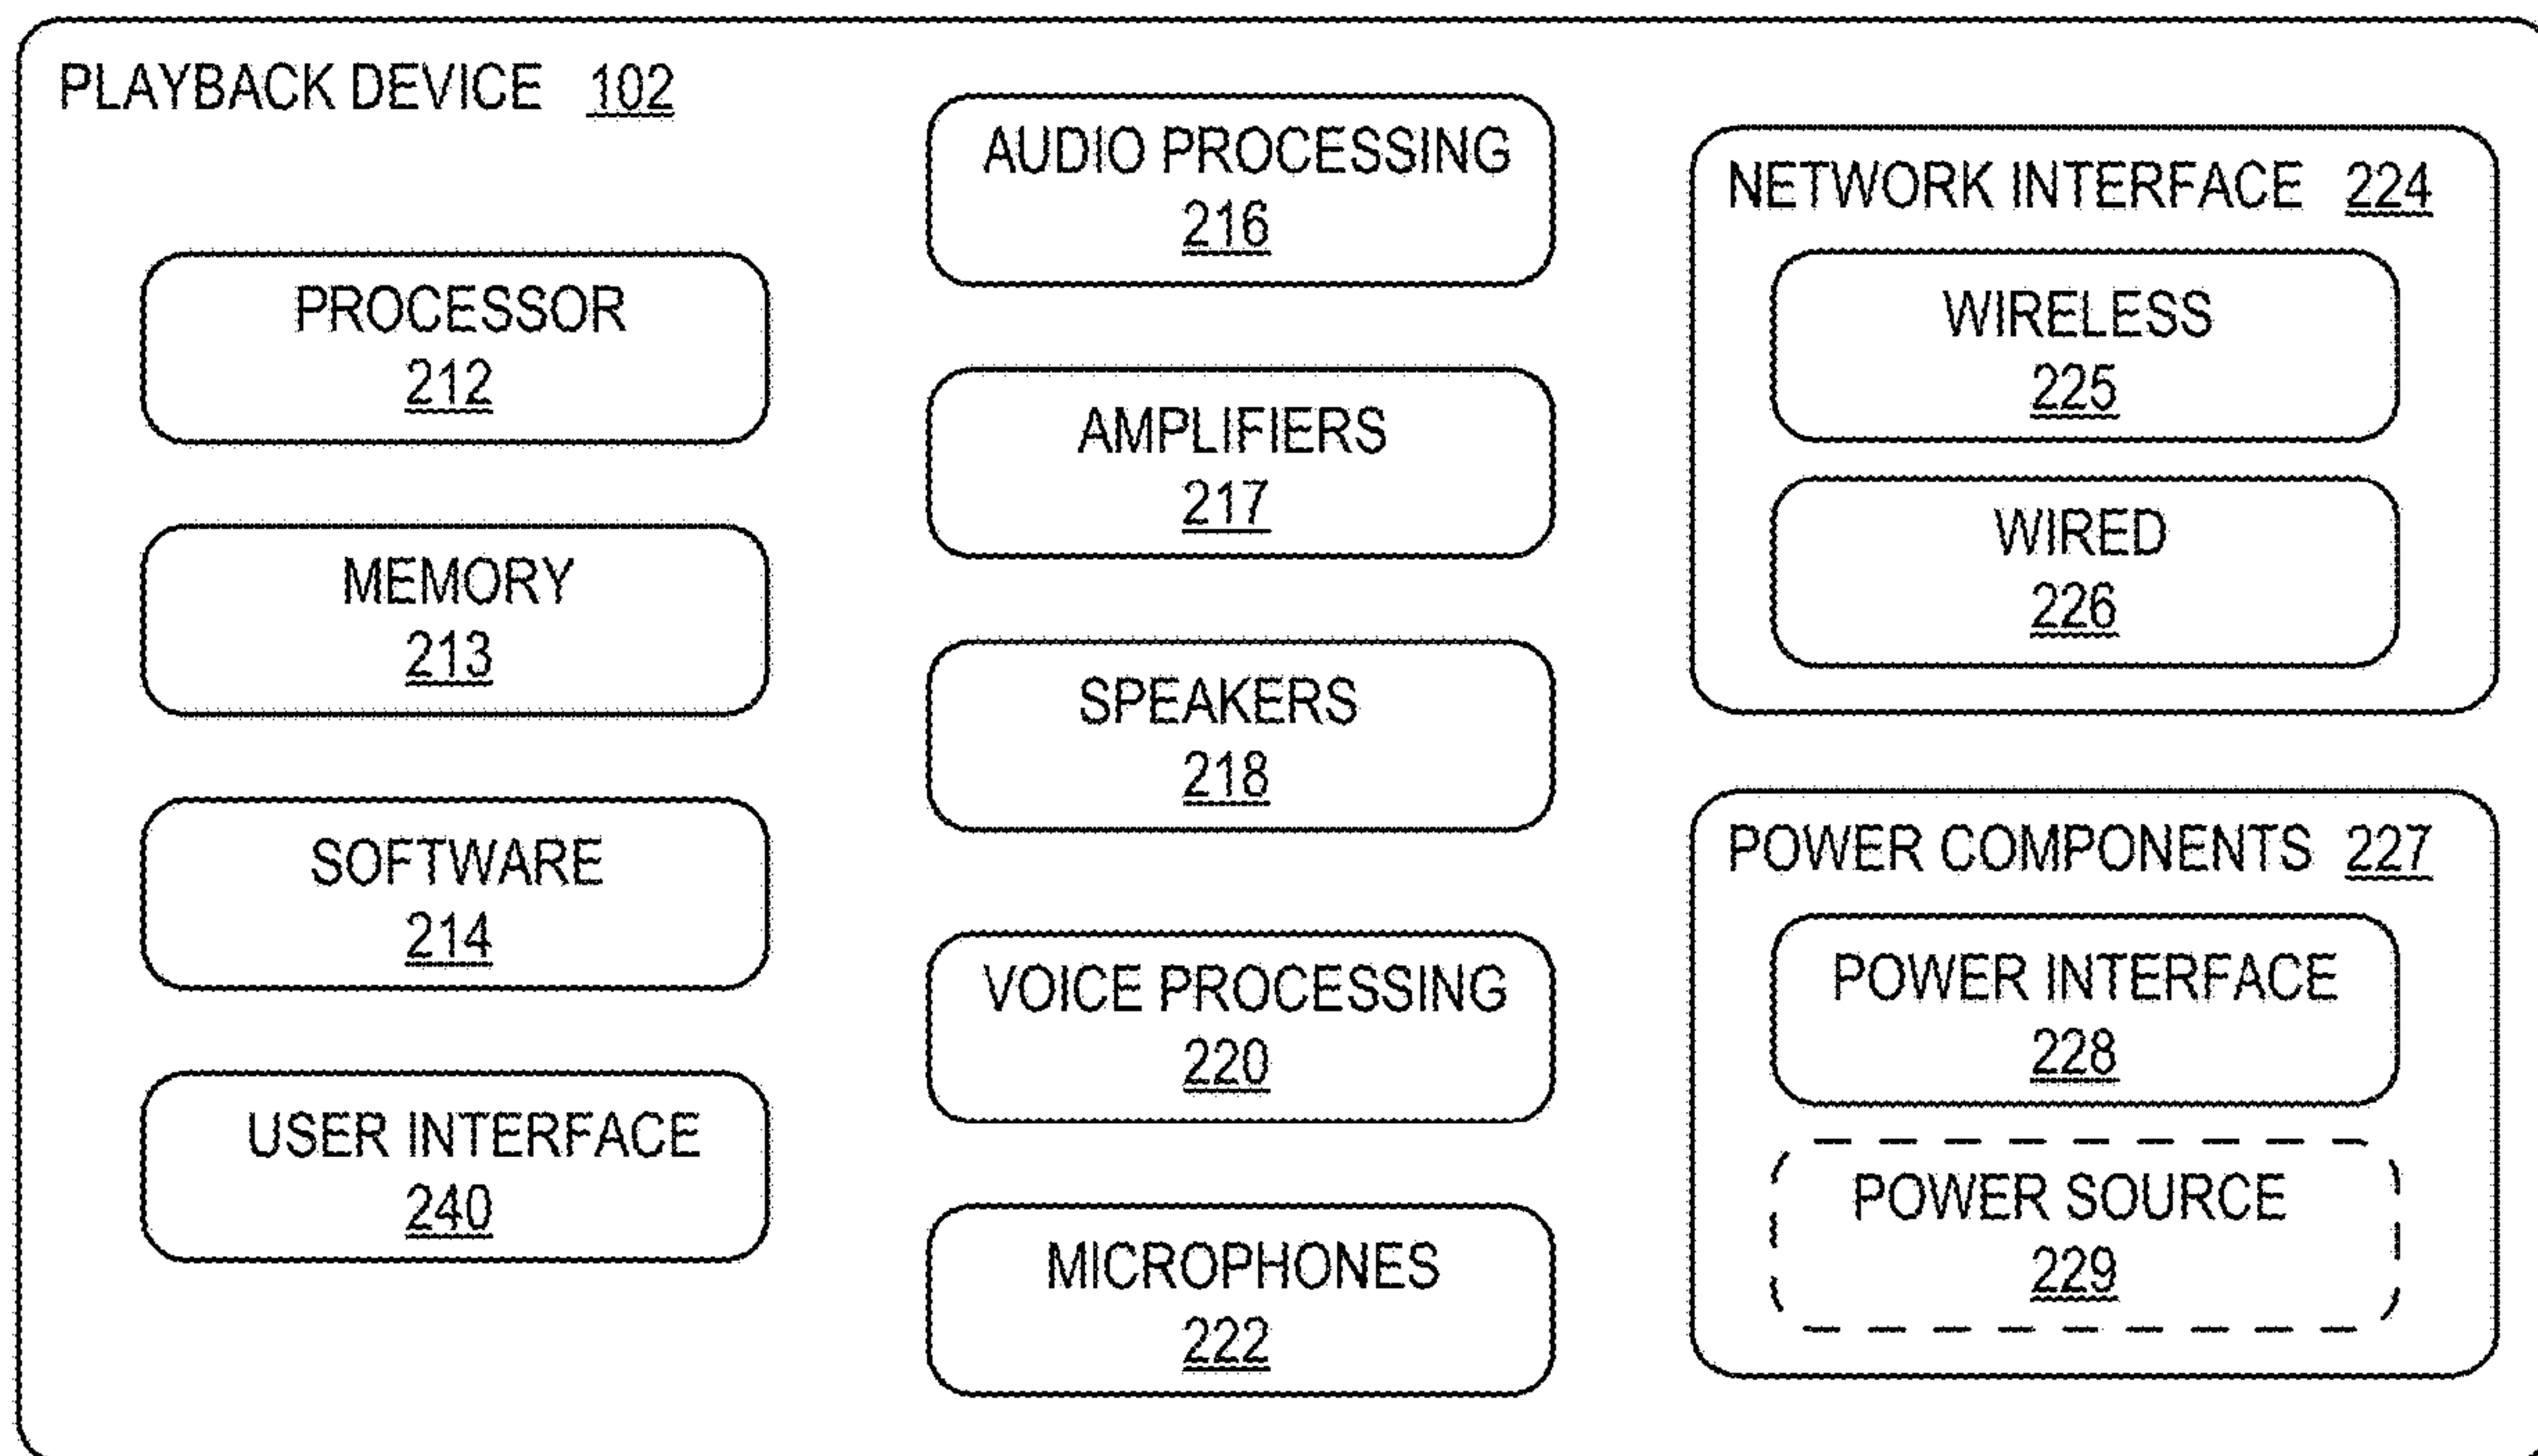 PLAYBACK DEVICE 102
PROCESSOR
212
MEMORY
213
SOFTWARE
214
USER INTERFACE
240
AUDIO PROCESSING
216
AMPLIFIERS
217
SPEAKERS
218
VOICE PROCESSING
220
MICROPHONES
222
NETWORK INTERFACE 224
WIRELESS
225
WIRED
226
POWER COMPONENTS 227
POWER INTERFACE
228
POWER SOURCE
229